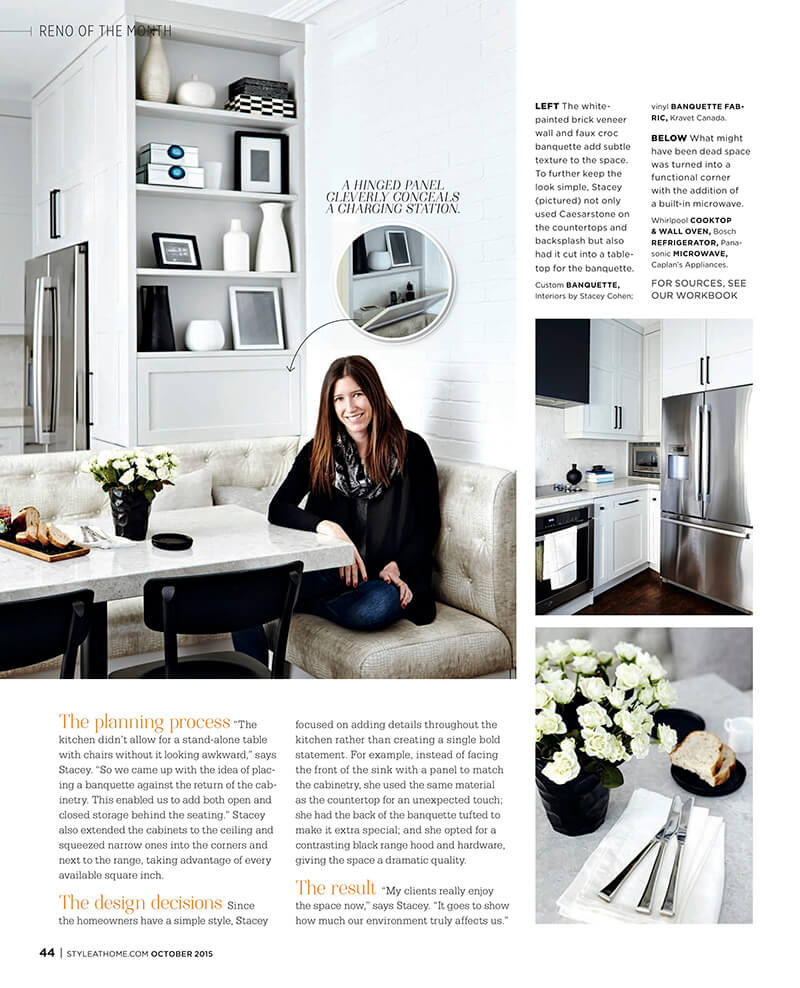 RENO OF THE MONTH
A HINGED PANEL
CLEVERLY CONCEALS
A CHARGING STATION.
LEFT The white-
painted brick veneer
wall and faux croc
banquette add subtle
texture to the space.
To further keep the
look simple, Stacey
(pictured) not only
used Caesarstone on
the countertops and
backsplash but also
had it cut into a table-
top for the banquette.
Custom BANQUETTE,
Interiors by Stacey Cohen;
vinyl BANQUETTE FAB-
RIC, Kravet Canada.
BELOW What might
have been dead space
was turned into a
functional corner
with the addition of
a built-in microwave.
Whirlpool COOKTOP
& WALL OVEN, Bosch
REFRIGERATOR, Pana-
sonic MICROWAVE,
Caplan's Appliances.
FOR SOURCES, SEE
OUR WORKBOOK
The planning process “The
kitchen didn’t allow for a stand-alone table
with chairs without it looking awkward,” says
Stacey. “So we came up with the idea of plac-
ing a banquette against the return of the cab-
inetry. This enabled us to add both open and
closed storage behind the seating.” Stacey
also extended the cabinets to the ceiling and
squeezed narrow ones into the corners and
next to the range, taking advantage of every
available square inch.
The design decisions Since
the homeowners have a simple style, Stacey
focused on adding details throughout the
kitchen rather than creating a single bold
statement. For example, instead of facing
the front of the sink with a panel to match
the cabinetry, she used the same material
as the countertop for an unexpected touch;
she had the back of the banquette tufted to
make it extra special; and she opted for a
contrasting black range hood and hardware,
giving the space a dramatic quality.
The result “My clients really enjoy
the space now,” says Stacey. “It goes to show
how much our environment truly affects us.”
44 | STYLEATHOME.COM OCTOBER 2015